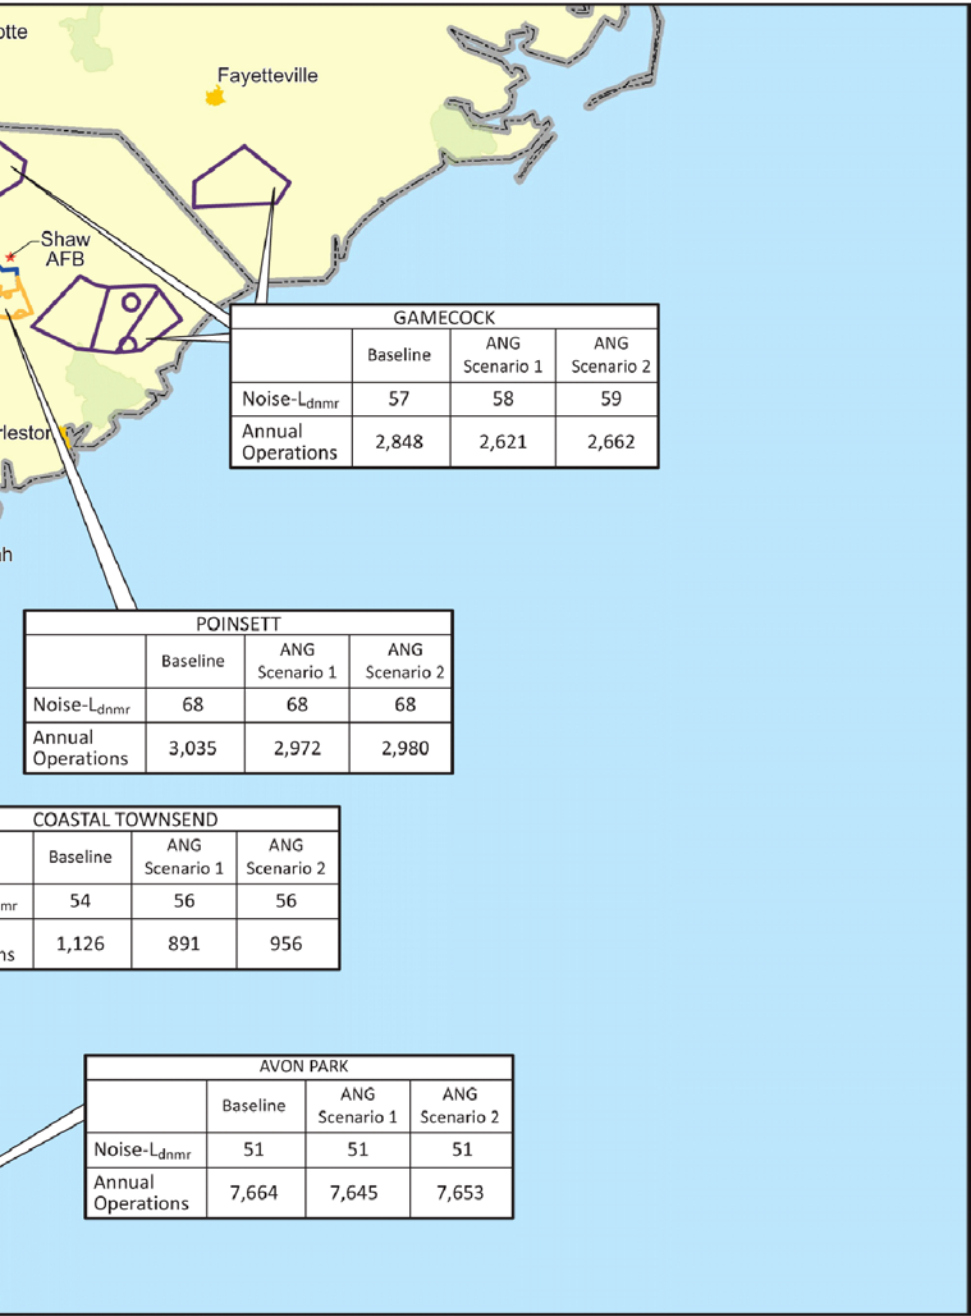 otte
Fayetteville
Shaw
AFB
GAMECOCK
Baseline ANG Scenario 1 ANG Scenario 2
Noise-Ldnmr 57 58 59
Annual Operations 2,848 2,621 2,662
rleston
ah
POINSETT
Baseline ANG Scenario 1 ANG Scenario 2
Noise-Ldnmr 68 68 68
Annual Operations 3,035 2,972 2,980
COASTAL TOWNSEND
Baseline ANG Scenario 1 ANG Scenario 2
mr 54 56 56
ns 1,126 891 956
AVON PARK
Baseline ANG Scenario 1 ANG Scenario 2
Noise-Ldnmr 51 51 51
Annual Operations 7,664 7,645 7,653